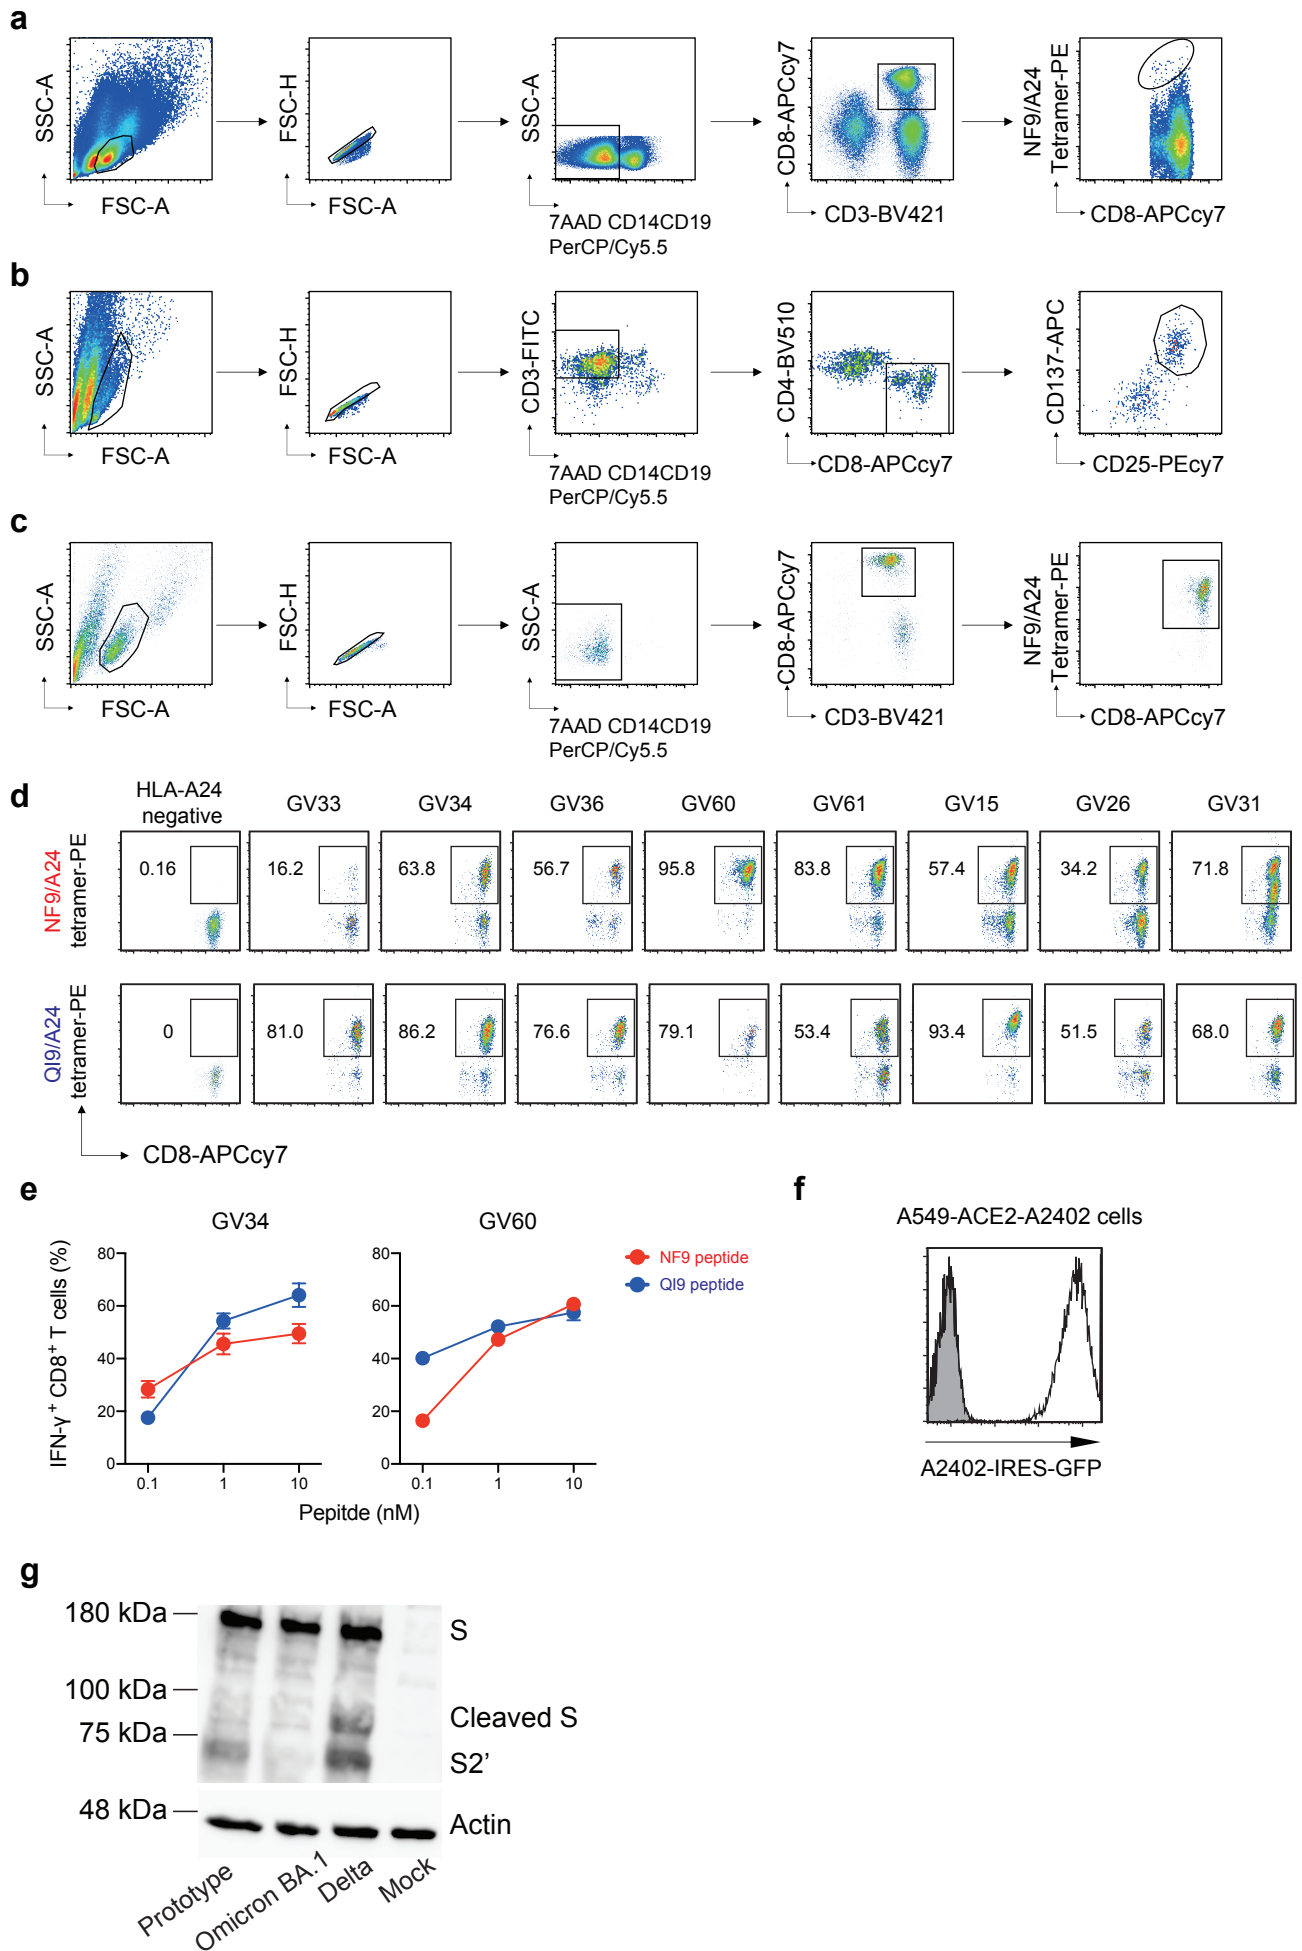 a
SSC-A
FSC-A
FSC-H
FSC-A
SSC-A
7AAD CD14CD19
PerCP/Cy5.5
CD8-APCcy7
CD3-BV421
NF9/A24
Tetramer-PE
CD8-APCcy7
b
SSC-A
FSC-A
FSC-H
FSC-A
CD3-FITC
7AAD CD14CD19
PerCP/Cy5.5
CD4-BV510
CD8-APCcy7
CD137-APC
CD25-PEcy7
c
SSC-A
FSC-A
FSC-H
FSC-A
SSC-A
7AAD CD14CD19
PerCP/Cy5.5
CD8-APCcy7
CD3-BV421
NF9/A24
Tetramer-PE
CD8-APCcy7
d
HLA-A24
negative
GV33
GV34
GV36
GV60
GV61
GV15
GV26
GV31
NF9/A24
tetramer-PE
0.16
16.2
63.8
56.7
95.8
83.8
57.4
34.2
71.8
QI9/A24
tetramer-PE
0
81.0
86.2
76.6
79.1
53.4
93.4
51.5
68.0
CD8-APCcy7
e
GV34
GV60
IFN-γ+ CD8+ T cells (%)
80
60
40
20
0
0.1
1
10
80
60
40
20
0
0.1
1
10
Pepitde (nM)
NF9 peptide
QI9 peptide
f
A549-ACE2-A2402 cells
A2402-IRES-GFP
g
180 kDa
100 kDa
75 kDa
48 kDa
S
Cleaved S
S2’
Actin
Prototype
Omicron BA.1
Delta
Mock